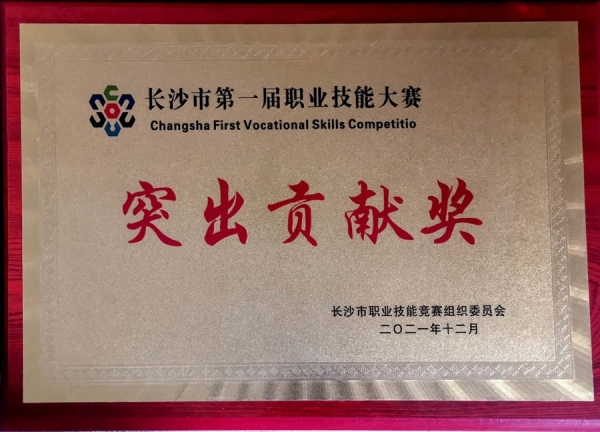 长沙市第一届职业技能大赛
Changsha First Vocational Skills Competitio
突出贡献奖
长沙市职业技能竞赛组织委员会
二〇二一年十二月